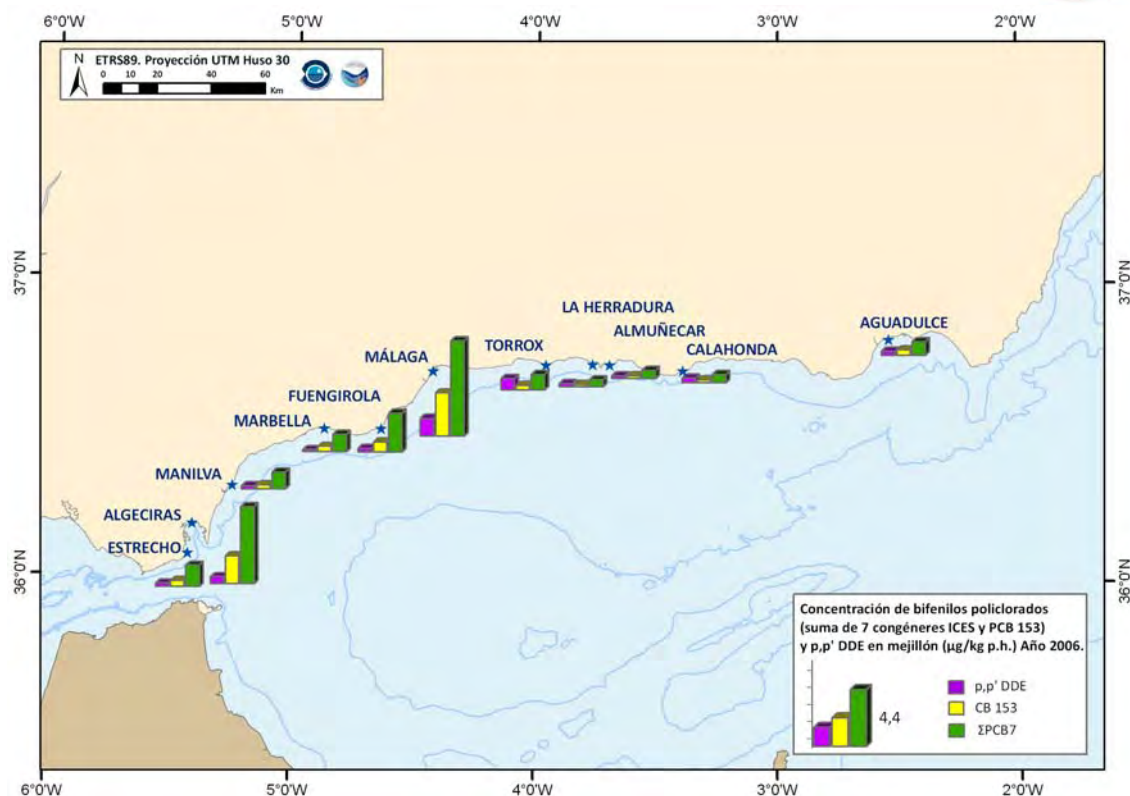 6°0'W 5°0'W 4°0'W 3°0'W 2°0'W
N ETRS89. Proyección UTM Huso 30
0 10 20 40 60
Km
37°0'N 37°0'N
LA HERRADURA
ALMUÑECAR
AGUADULCE
TORROX
CALAHONDA
MÁLAGA
FUENGIROLA
MARBELLA
MANILVA
ALGECIRAS
ESTRECHO
36°0'N 36°0'N
Concentración de bifenilos policlorados
(suma de 7 congéneres ICES y PCB 153)
y p,p' DDE en mejillón (µg/kg p.h.) Año 2006.
4,4
p,p' DDE
CB 153
ΣPCB7
6°0'W 5°0'W 4°0'W 3°0'W 2°0'W